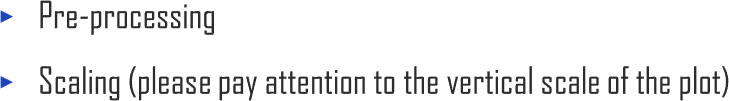 ▶ Pre-processing
▶ Scaling (please pay attention to the vertical scale of the plot)